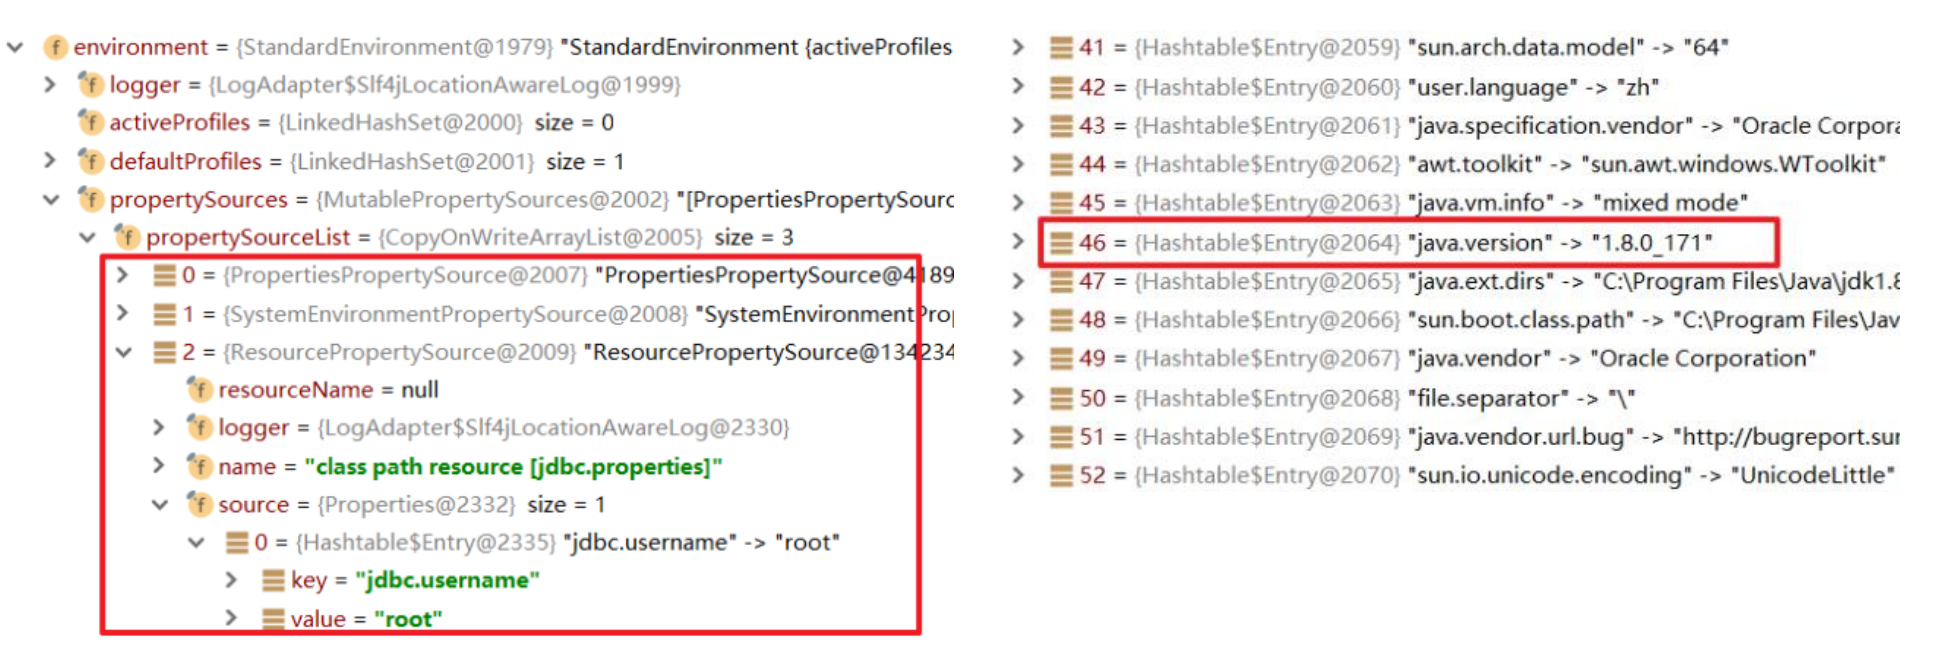 environment = {StandardEnvironment@1979} "StandardEnvironment {activeProfiles
logger = {LogAdapter$Slf4jLocationAwareLog@1999}
activeProfiles = {LinkedHashSet@2000} size = 0
defaultProfiles = {LinkedHashSet@2001} size = 1
propertySources = {MutablePropertySources@2002} "[PropertiesPropertySourc
propertySourceList = {CopyOnWriteArrayList@2005} size = 3
0 = {PropertiesPropertySource@2007} "PropertiesPropertySource@4189
1 = {SystemEnvironmentPropertySource@2008} "SystemEnvironmentProp
2 = {ResourcePropertySource@2009} "ResourcePropertySource@134234
resourceName = null
logger = {LogAdapter$Slf4jLocationAwareLog@2330}
name = "class path resource [jdbc.properties]"
source = {Properties@2332} size = 1
0 = {Hashtable$Entry@2335} "jdbc.username" -> "root"
key = "jdbc.username"
value = "root"
41 = {Hashtable$Entry@2059} "sun.arch.data.model" -> "64"
42 = {Hashtable$Entry@2060} "user.language" -> "zh"
43 = {Hashtable$Entry@2061} "java.specification.vendor" -> "Oracle Corpora
44 = {Hashtable$Entry@2062} "awt.toolkit" -> "sun.awt.windows.WToolkit"
45 = {Hashtable$Entry@2063} "java.vm.info" -> "mixed mode"
46 = {Hashtable$Entry@2064} "java.version" -> "1.8.0_171"
47 = {Hashtable$Entry@2065} "java.ext.dirs" -> "C:\Program Files\Java\jdk1.8
48 = {Hashtable$Entry@2066} "sun.boot.class.path" -> "C:\Program Files\Jav
49 = {Hashtable$Entry@2067} "java.vendor" -> "Oracle Corporation"
50 = {Hashtable$Entry@2068} "file.separator" -> "\"
51 = {Hashtable$Entry@2069} "java.vendor.url.bug" -> "http://bugreport.sun
52 = {Hashtable$Entry@2070} "sun.io.unicode.encoding" -> "UnicodeLittle"